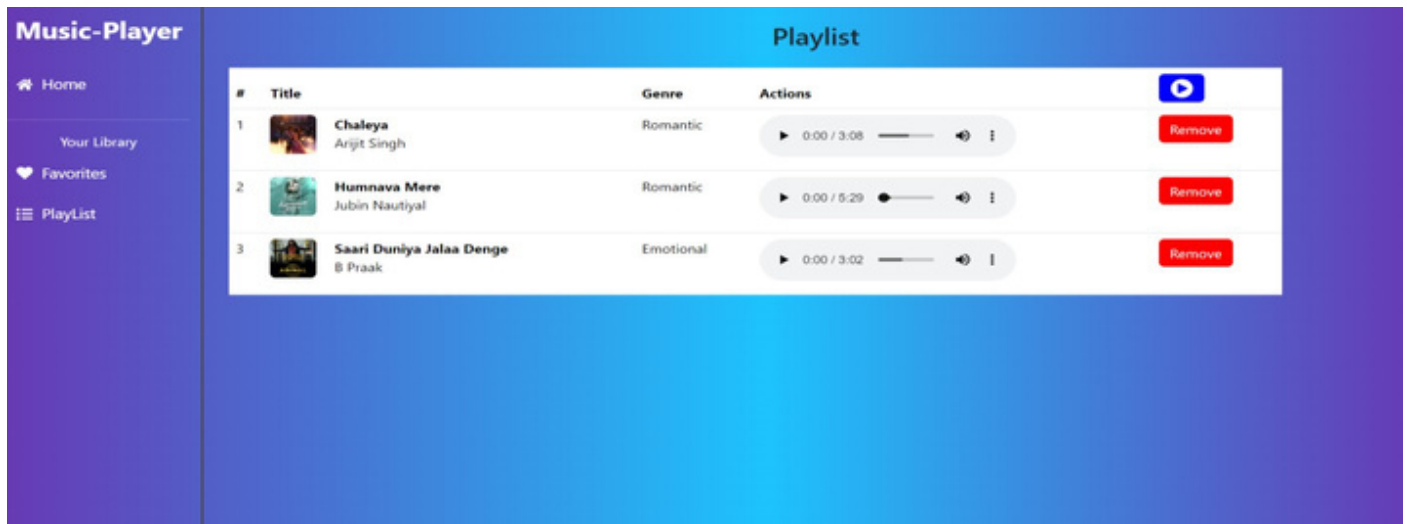 Music-Player
Home
Your Library
Favorites
PlayList
Playlist
# Title Genre Actions
1 Chaleya Romantic 0:00 / 3:08 Remove
Arijit Singh
2 Humnava Mere Romantic 0:00 / 5:29 Remove
Jubin Nautiyal
3 Saari Duniya Jalaa Denge Emotional 0:00 / 3:02 Remove
B Praak